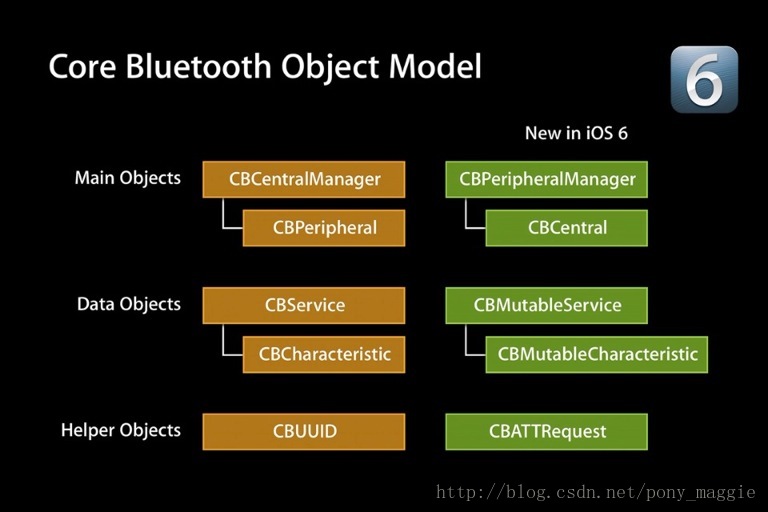 Core Bluetooth Object Model
6
New in iOS 6
Main Objects
CBCentralManager
CBPeripheralManager
CBPeripheral
CBCentral
Data Objects
CBService
CBMutableService
CBCharacteristic
CBMutableCharacteristic
Helper Objects
CBUUID
CBATTRequest
http://blog.csdn.net/pony_maggie